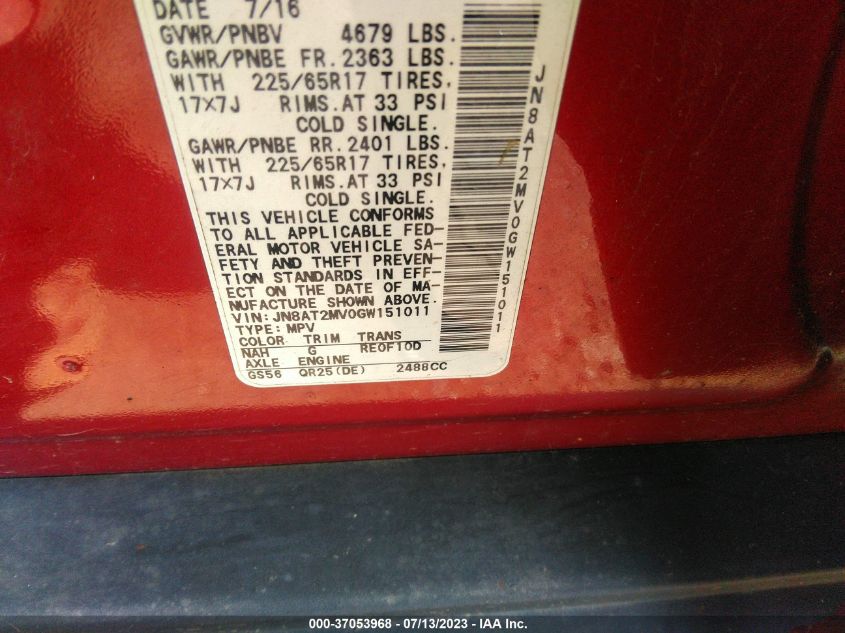 DATE 7/16
GVWR/PNBV 4679 LBS.
GAWR/PNBE FR. 2363 LBS.
WITH 225/65R17 TIRES,
17X7J RIMS.AT 33 PSI
COLD SINGLE.
GAWR/PNBE RR. 2401 LBS.
WITH 225/65R17 TIRES,
17X7J RIMS.AT 33 PSI
COLD SINGLE.
THIS VEHICLE CONFORMS
TO ALL APPLICABLE FED-
ERAL MOTOR VEHICLE SA-
FETY AND THEFT PREVEN-
TION STANDARDS IN EFF-
ECT ON THE DATE OF MA-
NUFACTURE SHOWN ABOVE.
VIN: JN8AT2MV0GW151011
TYPE: MPV
COLOR TRIM TRANS
NAH G RE0F10D
AXLE ENGINE
GS56 QR25(DE) 2488CC
JN8AT2MV0GW151011
000-37053968 - 07/13/2023 - IAA Inc.